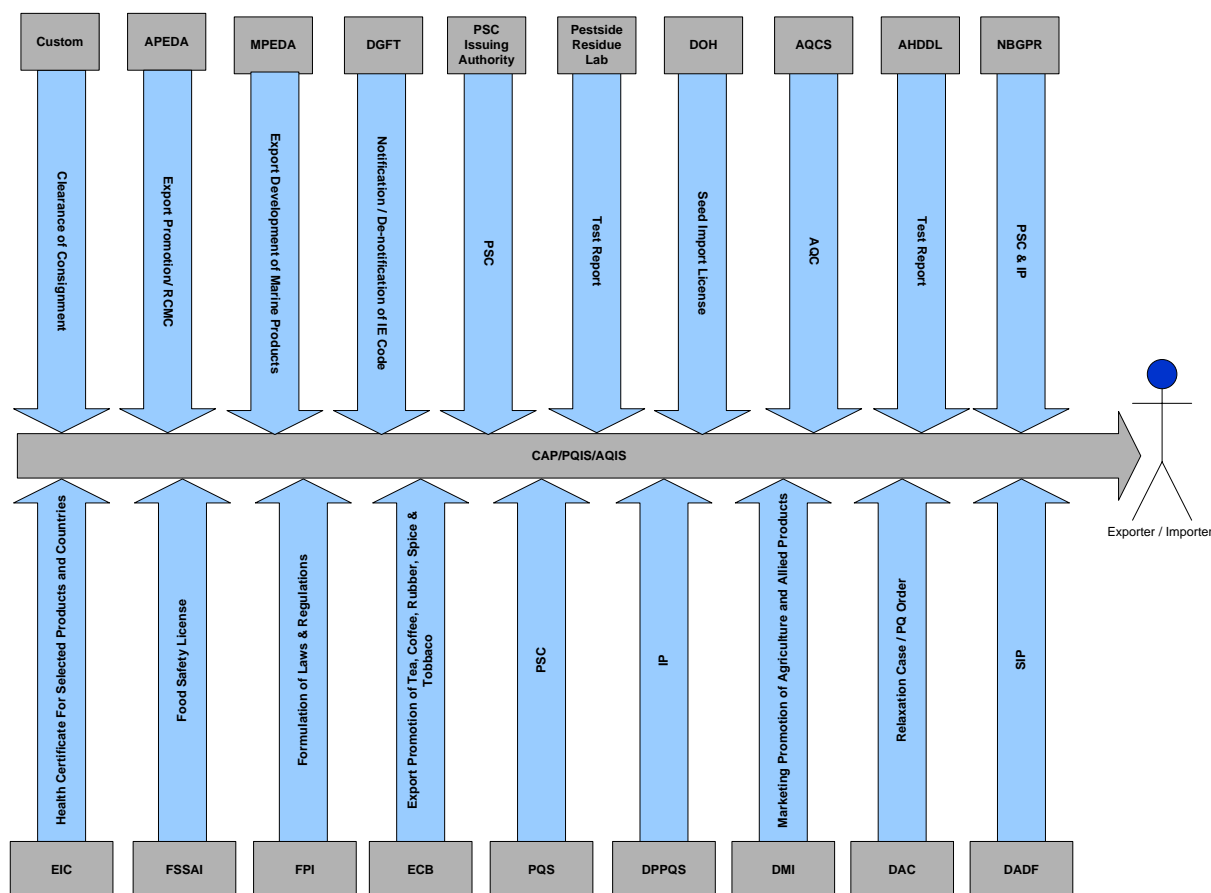 Custom
APEDA
MPEDA
DGFT
PSC
Issuing
Authority
Pestside
Residue
Lab
DOH
AQCS
AHDDL
NBGPR
Clearance of Consignment
Export Promotion/ RCMC
Export Development of Marine Products
Notification / De-notification of IE Code
PSC
Test Report
Seed Import License
AQC
Test Report
PSC & IP
CAP/PQIS/AQIS
Exporter / Importer
Health Certificate For Selected Products and Countries
Food Safety License
Formulation of Laws & Regulations
Export Promotion of Tea, Coffee, Rubber, Spice &
Tobbaco
PSC
IP
Marketing Promotion of Agriculture and Allied Products
Relaxation Case / PQ Order
SIP
EIC
FSSAI
FPI
ECB
PQS
DPPQS
DMI
DAC
DADF